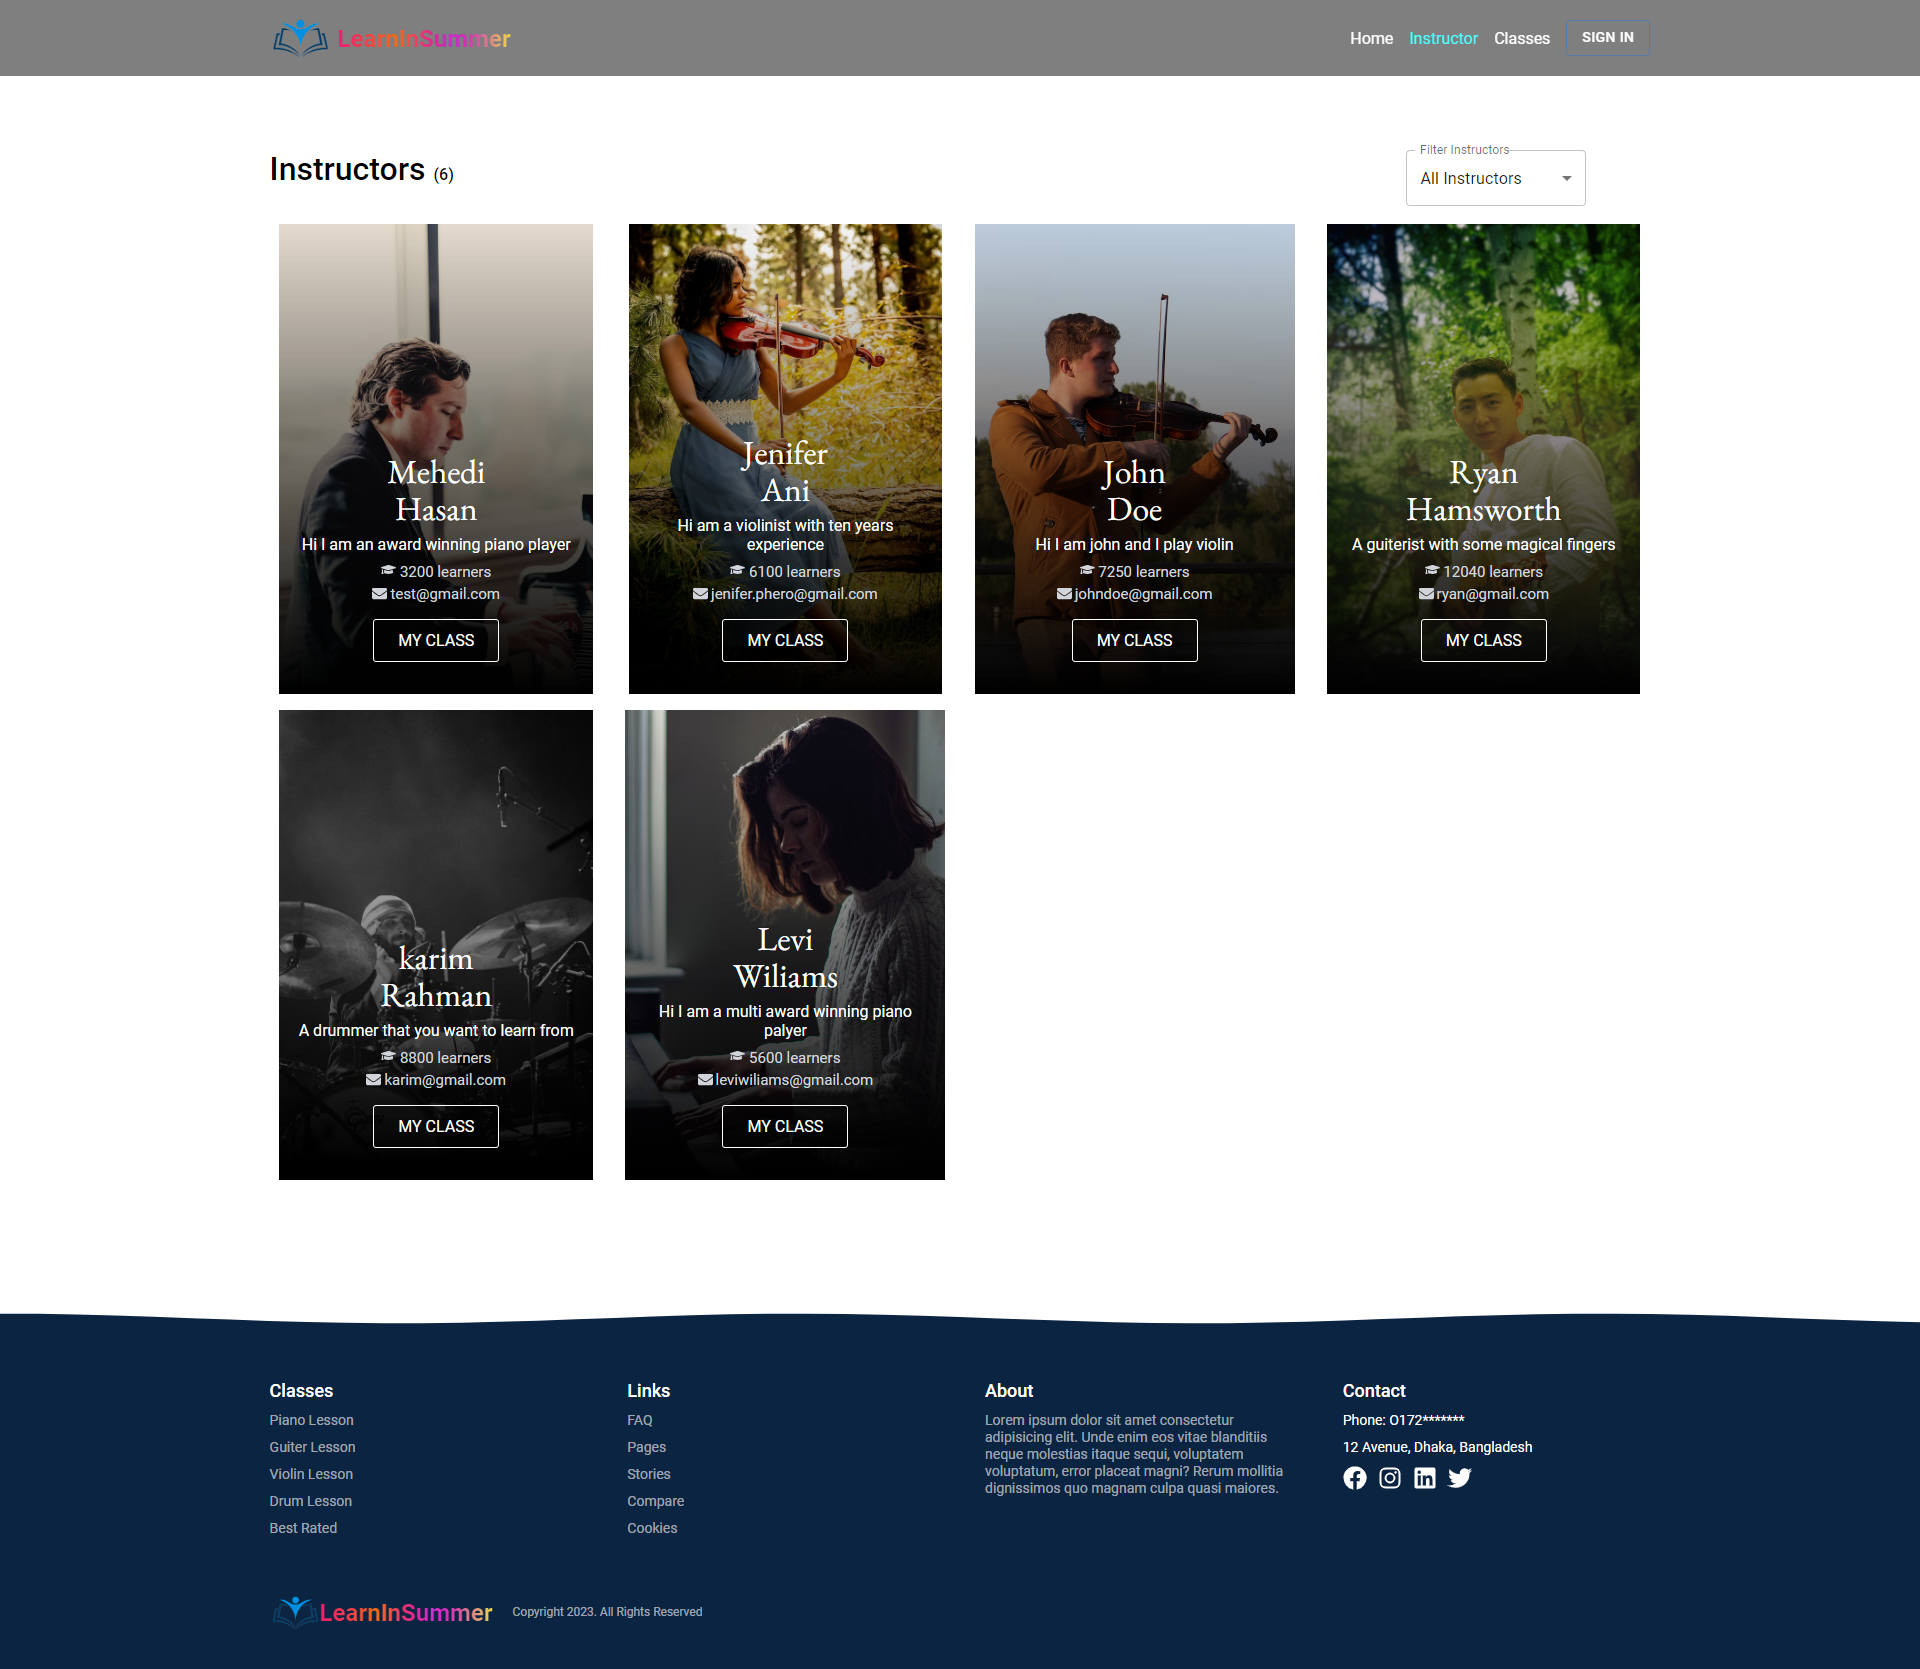 LearnInSummer
Home Instructor Classes SIGN IN
Instructors (6)
Filter Instructors
All Instructors
Mehedi
Hasan
Hi I am an award winning piano player
3200 learners
test@gmail.com
MY CLASS
Jenifer
Ani
Hi am a violinist with ten years
experience
6100 learners
jenifer.phero@gmail.com
MY CLASS
John
Doe
Hi I am john and I play violin
7250 learners
johndoe@gmail.com
MY CLASS
Ryan
Hamsworth
A guiterist with some magical fingers
12040 learners
ryan@gmail.com
MY CLASS
karim
Rahman
A drummer that you want to learn from
8800 learners
karim@gmail.com
MY CLASS
Levi
Wiliams
Hi I am a multi award winning piano
palyer
5600 learners
leviwiliams@gmail.com
MY CLASS
Classes
Piano Lesson
Guiter Lesson
Violin Lesson
Drum Lesson
Best Rated
Links
FAQ
Pages
Stories
Compare
Cookies
About
Lorem ipsum dolor sit amet consectetur
adipisicing elit. Unde enim eos vitae blanditiis
neque molestias itaque sequi, voluptatem
voluptatum, error placeat magni? Rerum mollitia
dignissimos quo magnam culpa quasi maiores.
Contact
Phone: O172*******
12 Avenue, Dhaka, Bangladesh
LearnInSummer
Copyright 2023. All Rights Reserved